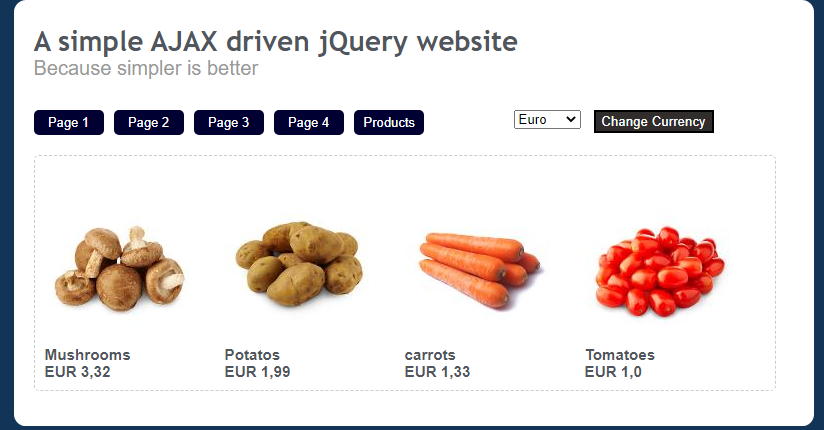 A simple AJAX driven jQuery website
Because simpler is better
Page 1 Page 2 Page 3 Page 4 Products Euro Change Currency
Mushrooms Potatos carrots Tomatoes
EUR 3,32 EUR 1,99 EUR 1,33 EUR 1,0